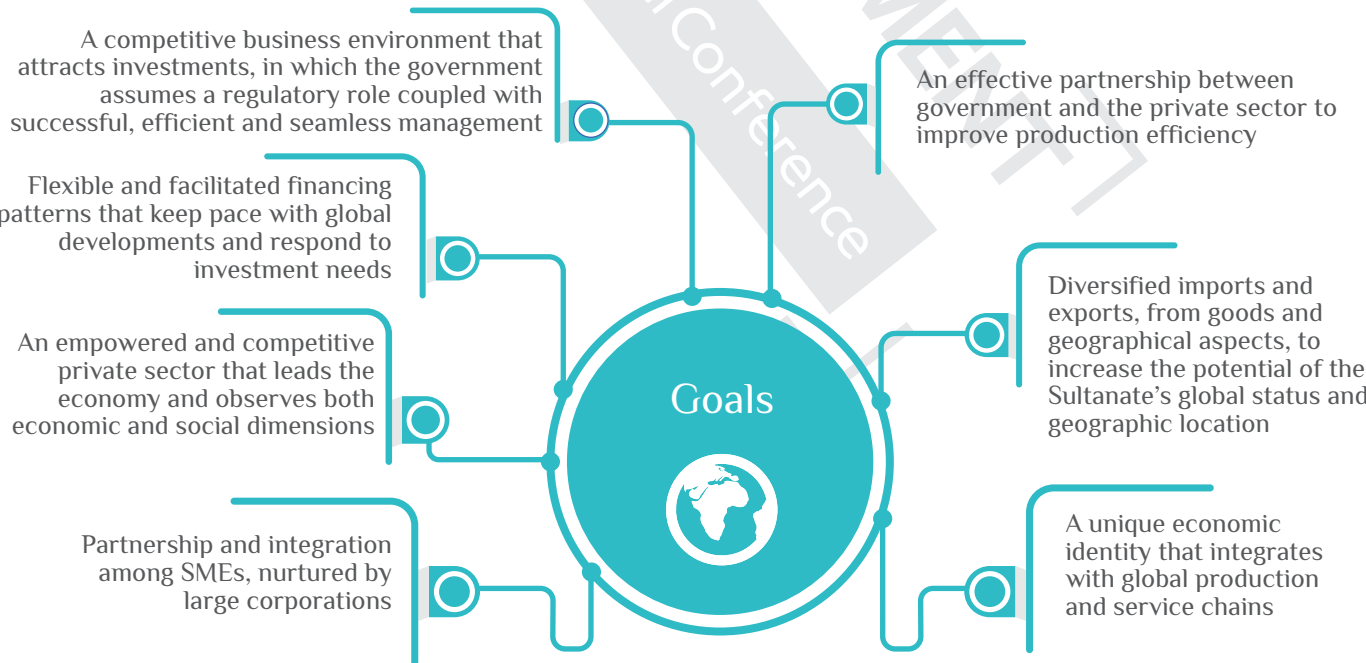 A competitive business environment that
attracts investments, in which the government
assumes a regulatory role coupled with
successful, efficient and seamless management
Flexible and facilitated financing
patterns that keep pace with global
developments and respond to
investment needs
An empowered and competitive
private sector that leads the
economy and observes both
economic and social dimensions
Partnership and integration
among SMEs, nurtured by
large corporations
Goals
An effective partnership between
government and the private sector to
improve production efficiency
Diversified imports and
exports, from goods and
geographical aspects, to
increase the potential of the
Sultanate's global status and
geographic location
A unique economic
identity that integrates
with global production
and service chains
Conference